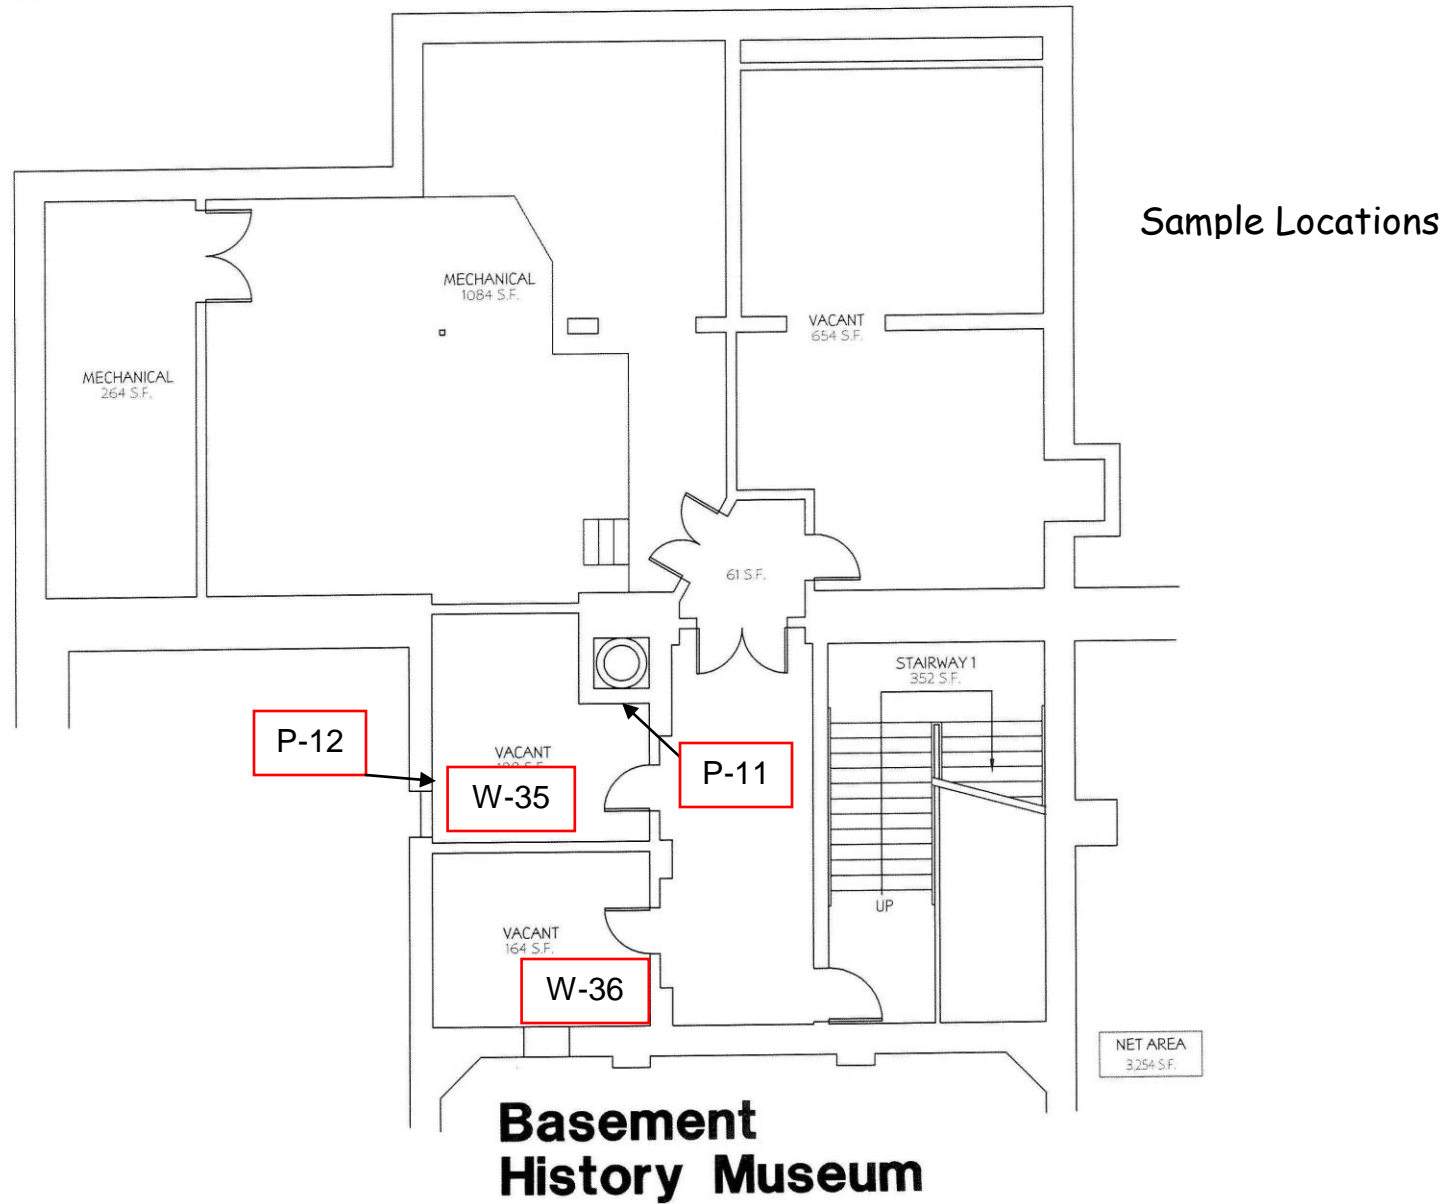 Sample Locations
MECHANICAL
1084 S.F.
VACANT
654 S.F.
MECHANICAL
264 S.F.
61 S.F.
STAIRWAY 1
352 S.F.
P-12
VACANT
P-11
W-35
UP
VACANT
164 S.F.
W-36
NET AREA
3,254 S.F.
Basement
History Museum